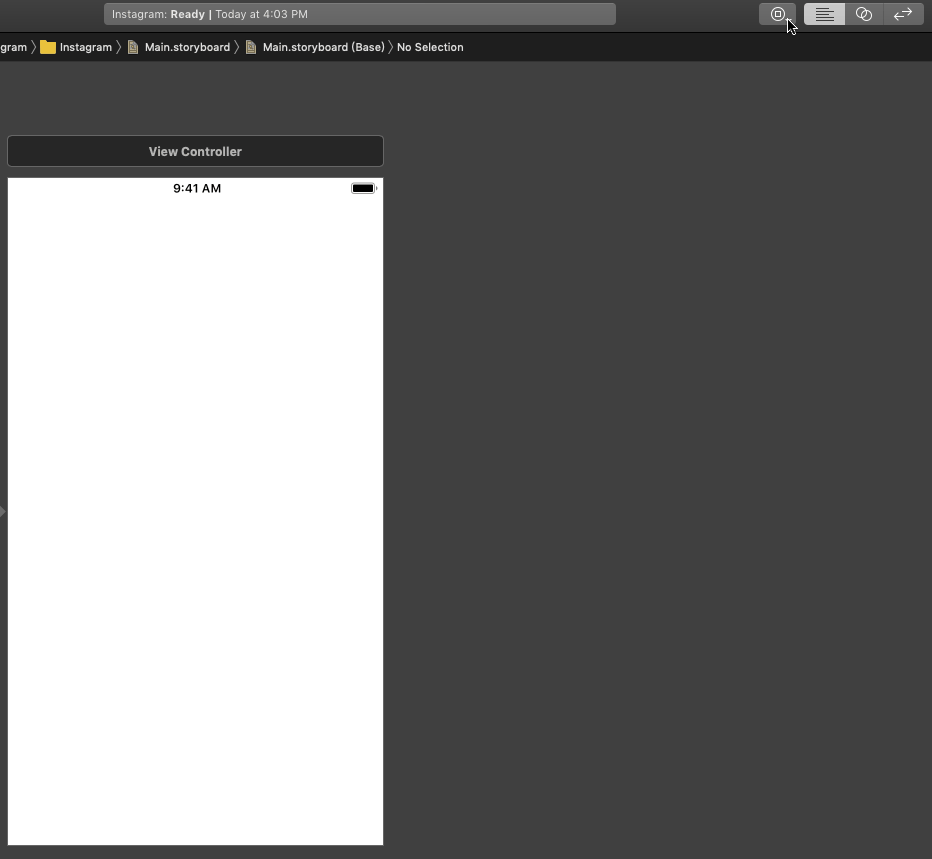 Instagram: Ready | Today at 4:03 PM
gram 〉 Instagram 〉 Main.storyboard 〉 Main.storyboard (Base) 〉 No Selection
View Controller
9:41 AM